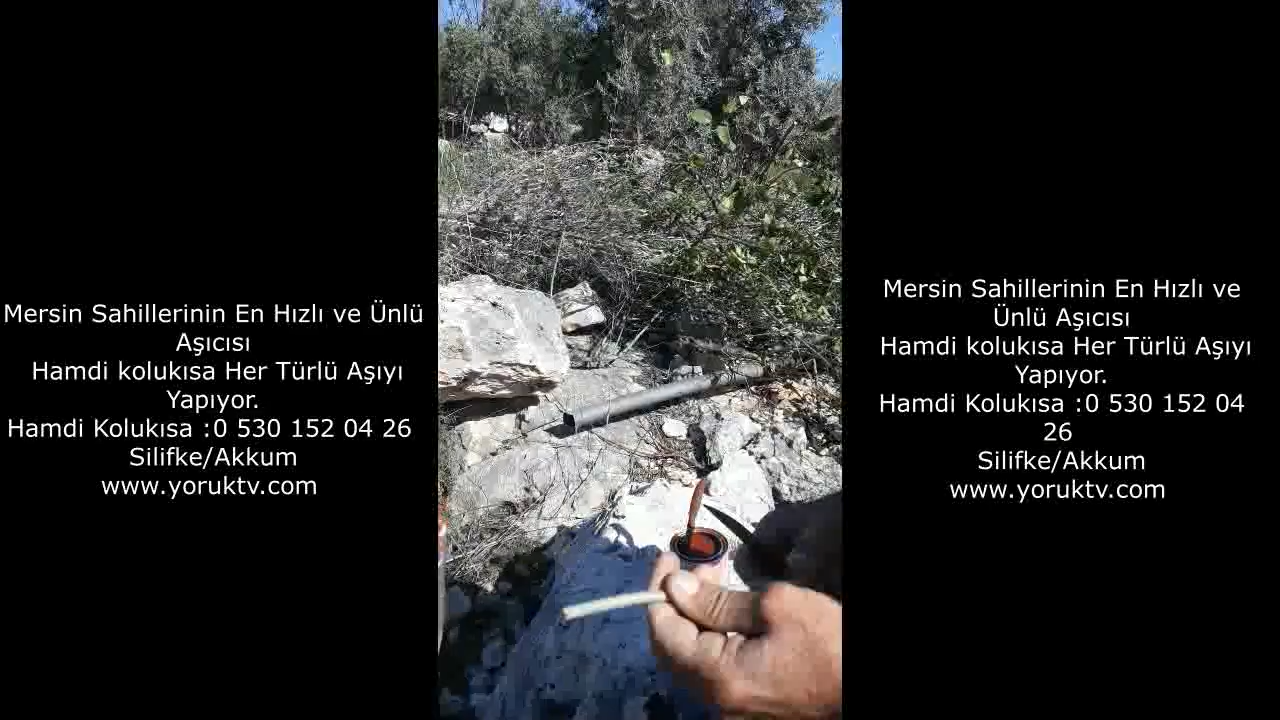 Mersin Sahillerinin En Hızlı ve Ünlü
Aşıcısı
Hamdi kolukısa Her Türlü Aşıyı
Yapıyor.
Hamdi Kolukısa :0 530 152 04 26
Silifke/Akkum
www.yoruktv.com
Mersin Sahillerinin En Hızlı ve
Ünlü Aşıcısı
Hamdi kolukısa Her Türlü Aşıyı
Yapıyor.
Hamdi Kolukısa :0 530 152 04
26
Silifke/Akkum
www.yoruktv.com